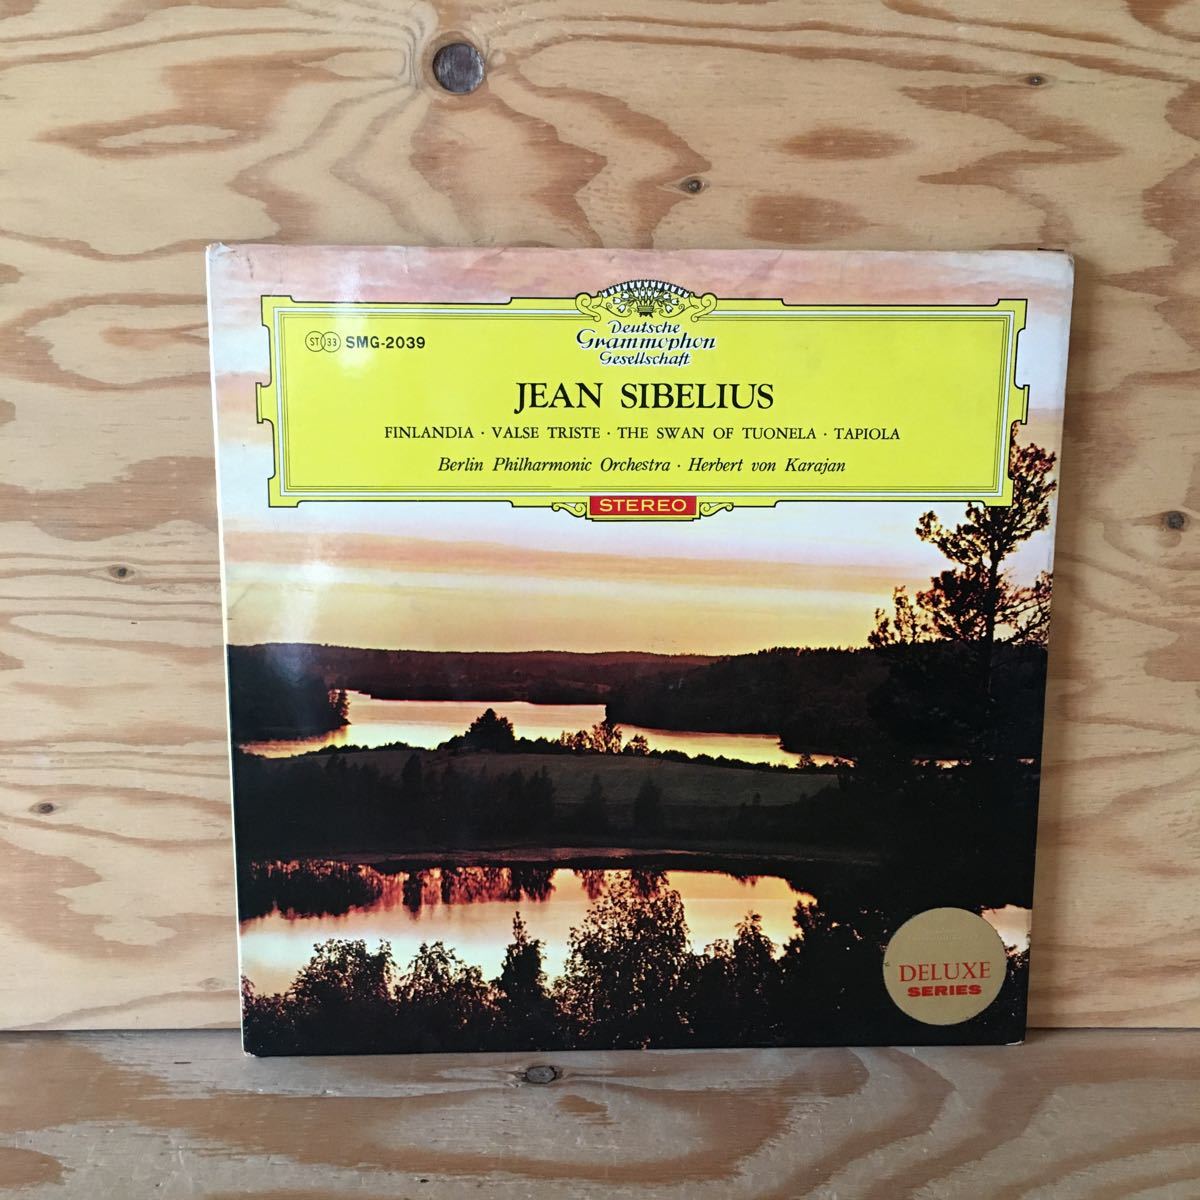 Deutsche
Grammophon
Gesellschaft
ST 33 SMG-2039
JEAN SIBELIUS
FINLANDIA · VALSE TRISTE · THE SWAN OF TUONELA · TAPIOLA
Berlin Philharmonic Orchestra · Herbert von Karajan
STEREO
DELUXE
SERIES